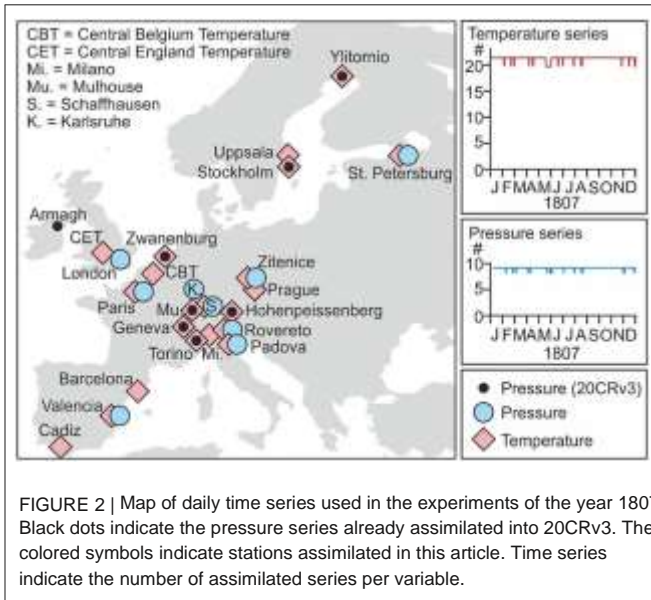 CBT = Central Belgium Temperature
CET = Central England Temperature
Mi. = Milano
Mu. = Mulhouse
S. = Schaffhausen
K. = Karlsruhe
Ylitornio
Uppsala
Stockholm
St. Petersburg
Armagh
CET
Zwanenburg
London
CBT
Zitenice
Paris
K.
Prague
Mu.
S.
Hohenpeissenberg
Geneva
Rovereto
Torino
Mi.
Padova
Barcelona
Valencia
Cadiz
Temperature series
#
20
15
10
5
0
J F M A M J J A S O N D
1807
Pressure series
#
10
5
0
J F M A M J J A S O N D
1807
Pressure (20CRv3)
Pressure
Temperature
FIGURE 2 | Map of daily time series used in the experiments of the year 1807
Black dots indicate the pressure series already assimilated into 20CRv3. The
colored symbols indicate stations assimilated in this article. Time series
indicate the number of assimilated series per variable.